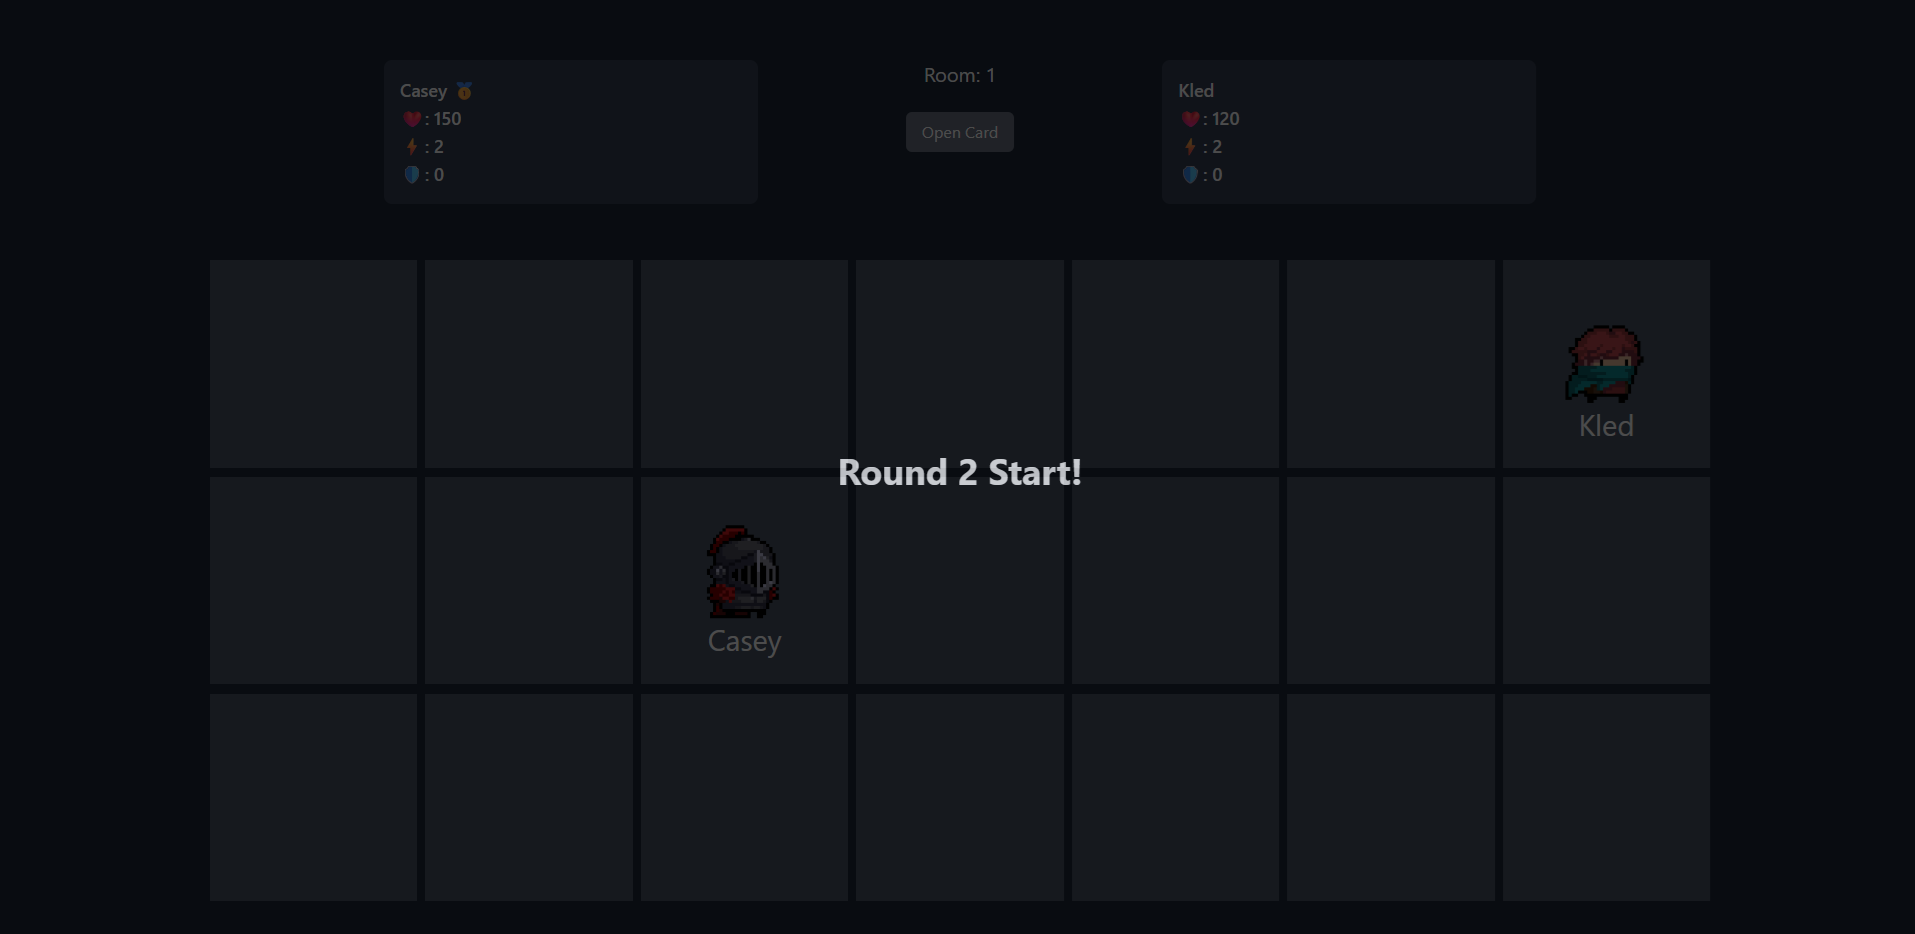 Casey 🥇
❤️: 150
⚡: 2
🛡️: 0
Room: 1
Open Card
Kled
❤️: 120
⚡: 2
🛡️: 0
Kled
Round 2 Start!
Casey